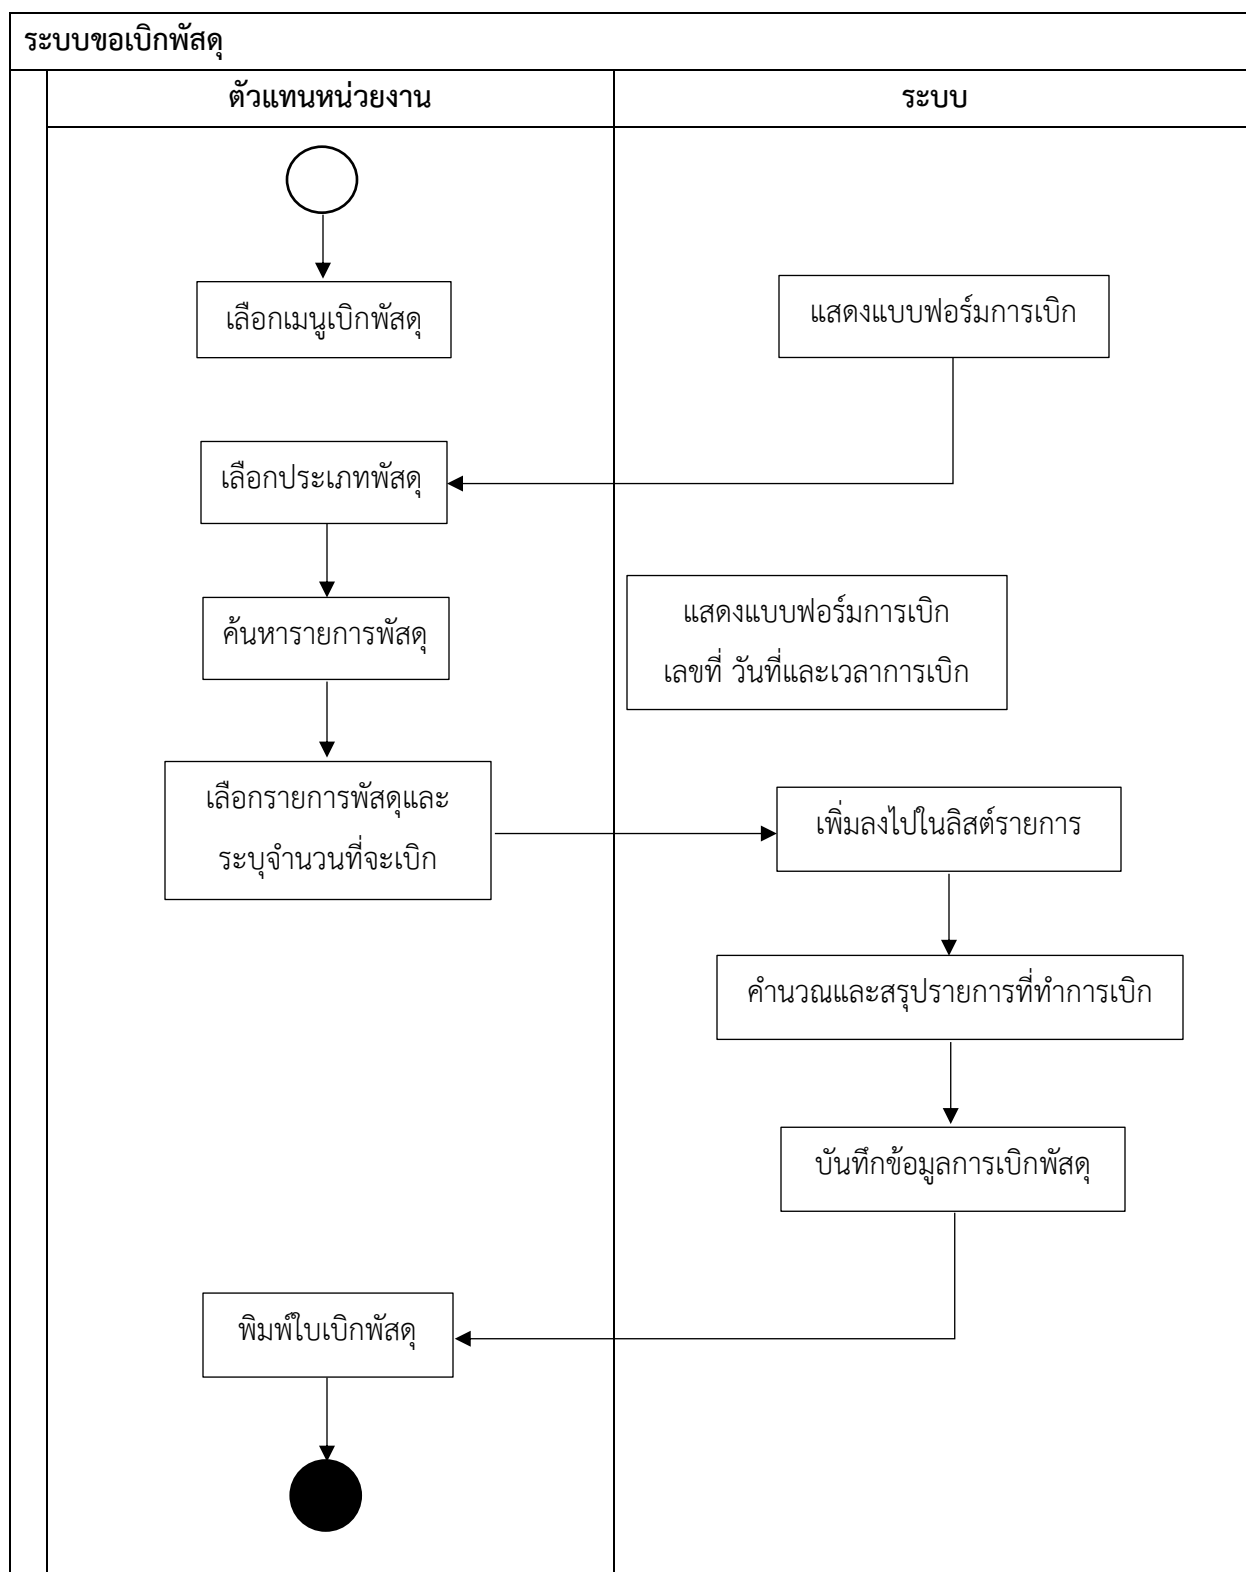 ระบบขอเบิกพัสดุ
ตัวแทนหน่วยงาน
ระบบ
เลือกเมนูเบิกพัสดุ
แสดงแบบฟอร์มการเบิก
เลือกประเภทพัสดุ
ค้นหารายการพัสดุ
แสดงแบบฟอร์มการเบิก
เลขที่ วันที่และเวลาการเบิก
เลือกรายการพัสดุและ
ระบุจำนวนที่จะเบิก
เพิ่มลงไปในลิสต์รายการ
คำนวณและสรุปรายการที่ทำการเบิก
บันทึกข้อมูลการเบิกพัสดุ
พิมพ์ใบเบิกพัสดุ